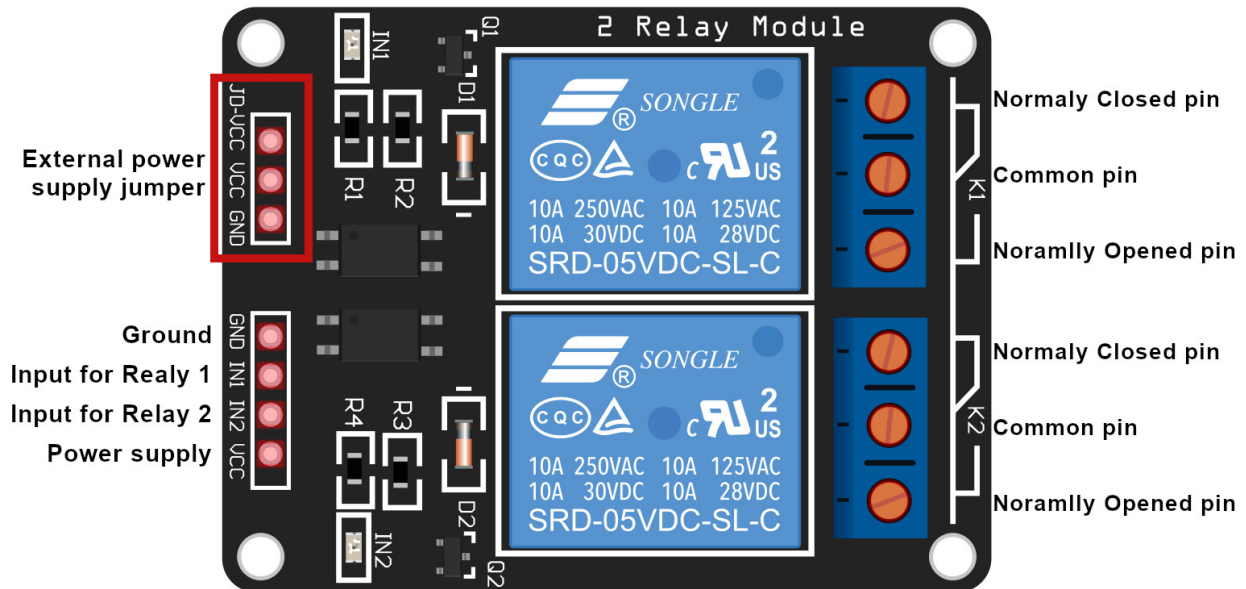 2 Relay Module
External power
supply jumper
JD-VCC
VCC
GND
Ground
Input for Realy 1
Input for Relay 2
Power supply
GND
IN1
IN2
VCC
IN1
R1
R2
Q1
D1
R4
R3
IN2
D2
Q2
® SONGLE
CQC
c RU 2
US
10A 250VAC 10A 125VAC
10A 30VDC 10A 28VDC
SRD-05VDC-SL-C
® SONGLE
CQC
c RU 2
US
10A 250VAC 10A 125VAC
10A 30VDC 10A 28VDC
SRD-05VDC-SL-C
K1
K2
Normaly Closed pin
Common pin
Noramlly Opened pin
Normaly Closed pin
Common pin
Noramlly Opened pin